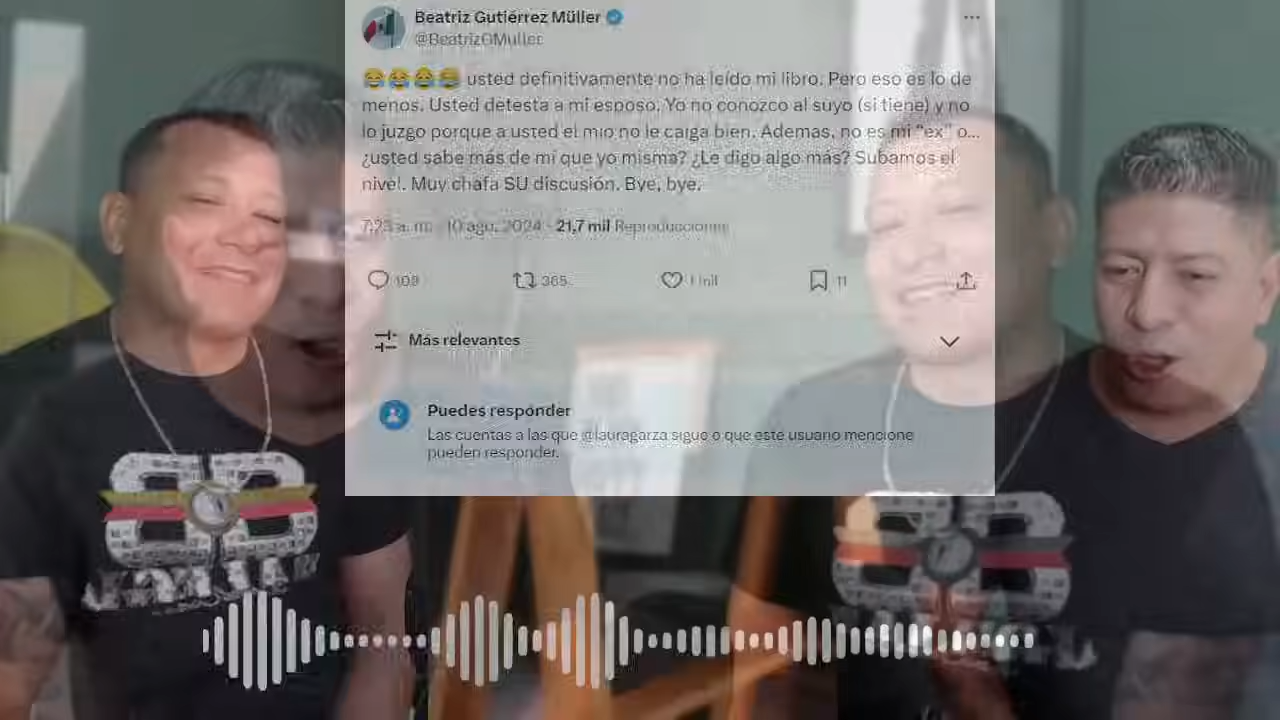 Beatriz Gutiérrez Müller
@BeatrizGMuller
😂😂😂😂 usted definitivamente no ha leído mi libro. Pero eso es lo de
menos. Usted detesta a mi esposo. Yo no conozco al suyo (si tiene) y no
lo juzgo porque a usted el mío no le caiga bien. Además, no es mi "ex" o...
¿usted sabe más de mí que yo misma? ¿Le digo algo más? Subamos el
nivel. Muy chafa SU discusión. Bye, bye.
7:23 a. m. · 10 ago. 2024 · 21,7 mil Reproducciones
109 365 1 mil 11
Más relevantes
Puedes responder
Las cuentas a las que @lauragarza sigue o que este usuario mencione
pueden responder.